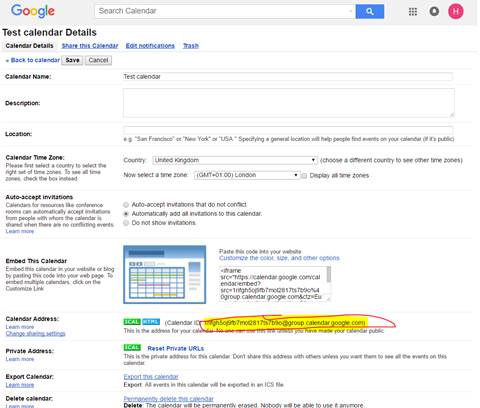 Google
Search Calendar
H
Test calendar Details
Calendar Details Share this Calendar Edit notifications Trash
« Back to calendar Save Cancel
Calendar Name: Test calendar
Description:
Location:
e.g. "San Francisco" or "New York" or "USA." Specifying a general location will help people find events on your calendar (if it's public)
Calendar Time Zone:
Please first select a country to select the
right set of time zones. To see all time
zones, check the box instead.
Country: United Kingdom (choose a different country to see other time zones)
Now select a time zone: (GMT+01:00) London Display all time zones
Auto-accept invitations
Calendars for resources like conference
rooms can automatically accept invitations
from people with whom the calendar is
shared when there are no conflicting events.
Learn more
Auto-accept invitations that do not conflict.
Automatically add all invitations to this calendar.
Do not show invitations.
Embed This Calendar
Embed this calendar in your website or blog
by pasting this code into your web page. To
embed multiple calendars, click on the
Customize Link
Paste this code into your website
Customize the color, size, and other options
<iframe
src="https://calendar.google.com/cal
endar/embed?
group.calendar.google.com&ctz=Eu
Calendar Address:
Learn more
Change sharing settings
ICAL HTML (Calendar ID: @group.calendar.google.com)
This is the address for your calendar. No one can use this link unless you have made your calendar public.
Private Address:
Learn more
ICAL Reset Private URLs
This is the private address for this calendar. Don't share this address with others unless you want them to see all the events on this
calendar.
Export Calendar:
Learn more
Export this calendar
Export: All events in this calendar will be exported in an ICS file.
Delete calendar:
Learn more
Permanently delete this calendar
Delete: The calendar will be permanently erased. Nobody will be able to use it anymore.